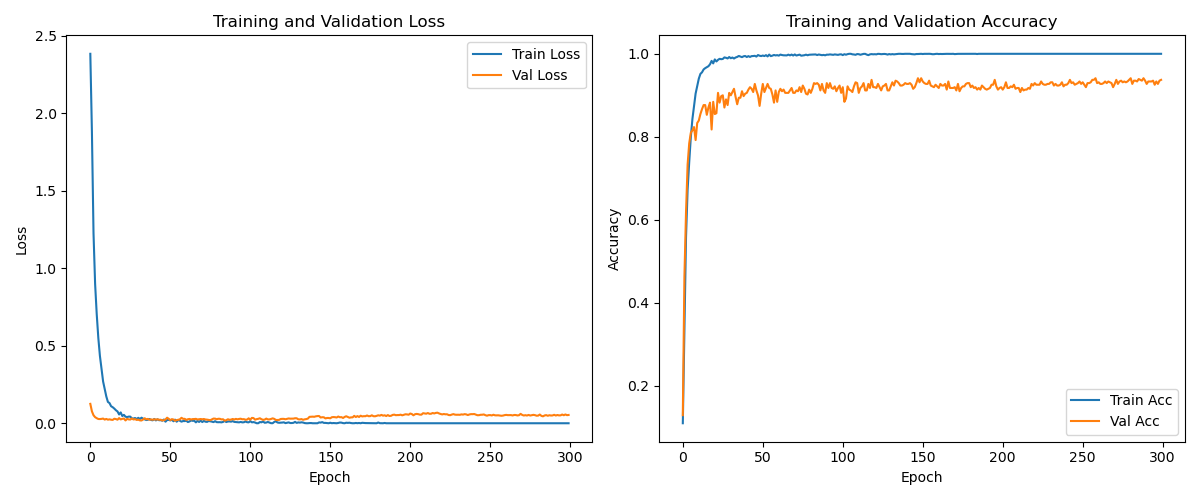 Training and Validation Loss
2.5
2.0
1.5
1.0
0.5
0.0
Loss
Train Loss
Val Loss
0 50 100 150 200 250 300
Epoch
Training and Validation Accuracy
1.0
0.8
0.6
0.4
0.2
Accuracy
Train Acc
Val Acc
0 50 100 150 200 250 300
Epoch